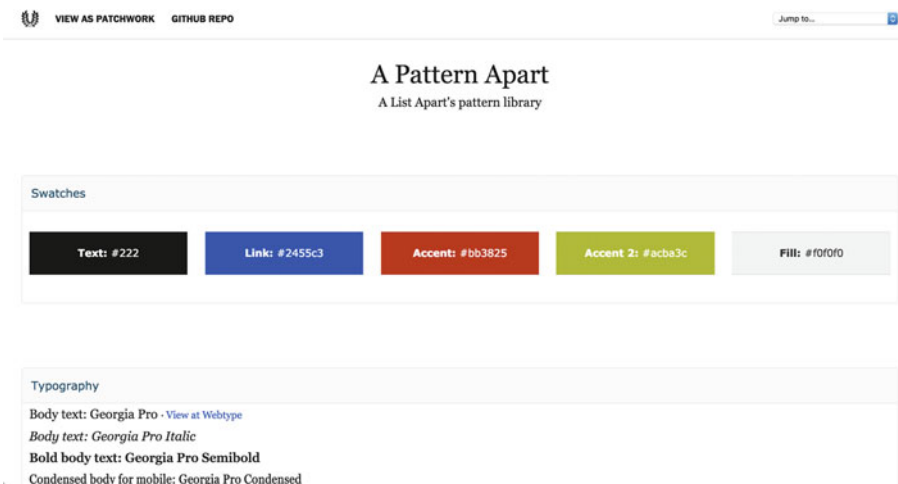 VIEW AS PATCHWORK GITHUB REPO Jump to...
A Pattern Apart
A List Apart's pattern library
Swatches
Text: #222 Link: #2455c3 Accent: #bb3825 Accent 2: #acba3c Fill: #f0f0f0
Typography
Body text: Georgia Pro · View at Webtype
Body text: Georgia Pro Italic
Bold body text: Georgia Pro Semibold
Condensed body for mobile: Georgia Pro Condensed